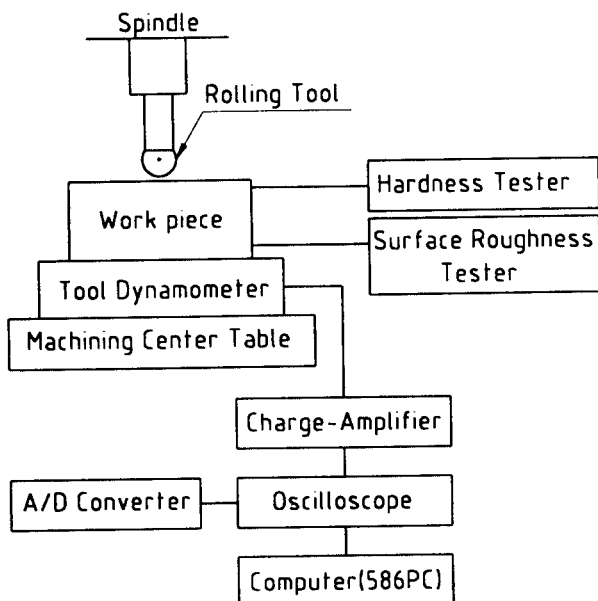 Spindle
Rolling Tool
Hardness Tester
Work piece
Surface Roughness
Tester
Tool Dynamometer
Machining Center Table
Charge-Amplifier
A/D Converter
Oscilloscope
Computer(586PC)